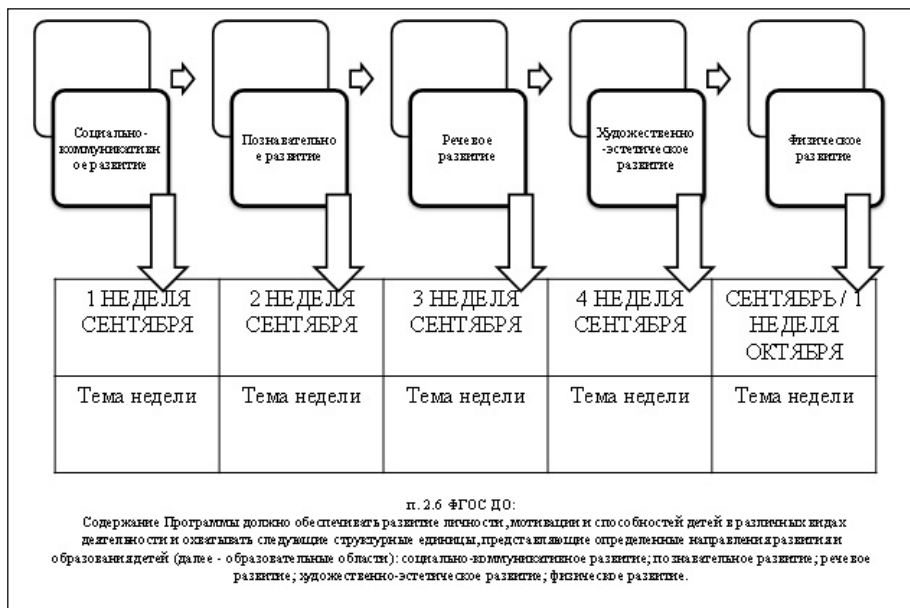 Социально-
коммуникативн
ое развитие
Познавательно
е развитие
Речевое
развитие
Художественно
-эстетическое
развитие
Физическое
развитие
1 НЕДЕЛЯ
СЕНТЯБРЯ
2 НЕДЕЛЯ
СЕНТЯБРЯ
3 НЕДЕЛЯ
СЕНТЯБРЯ
4 НЕДЕЛЯ
СЕНТЯБРЯ
СЕНТЯБРЬ / 1
НЕДЕЛЯ
ОКТЯБРЯ
Тема недели
Тема недели
Тема недели
Тема недели
Тема недели
п. 2.6 ФГОС ДО:
Содержание Программы должно обеспечивать развитие личности, мотивации и способностей детей в различных видах
деятельности и охватывать следующие структурные единицы, представляющие определенные направления развития и
образования детей (далее - образовательные области): социально-коммуникативное развитие; познавательное развитие; речевое
развитие; художественно-эстетическое развитие; физическое развитие.